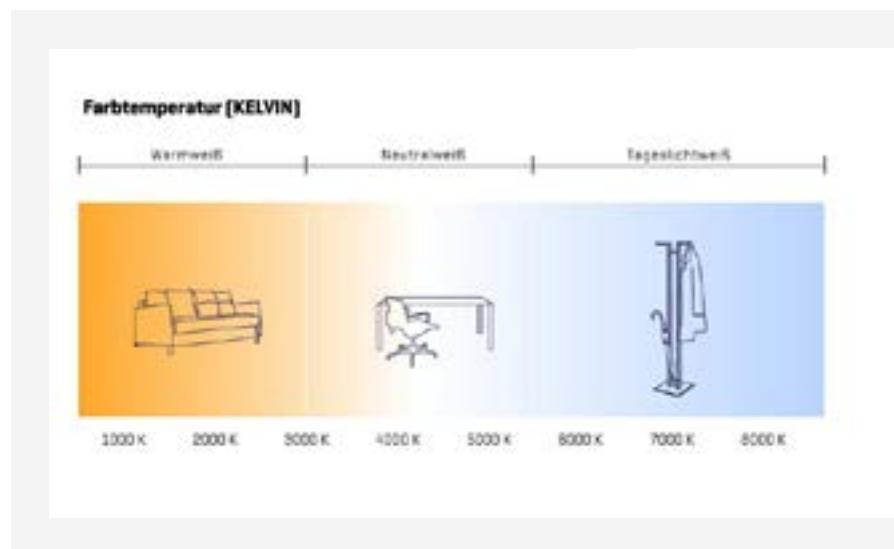 Farbtemperatur (KELVIN)
Warmweiß Neutralweiß Tageslichtweiß
1000 K 2000 K 3000 K 4000 K 5000 K 6000 K 7000 K 8000 K